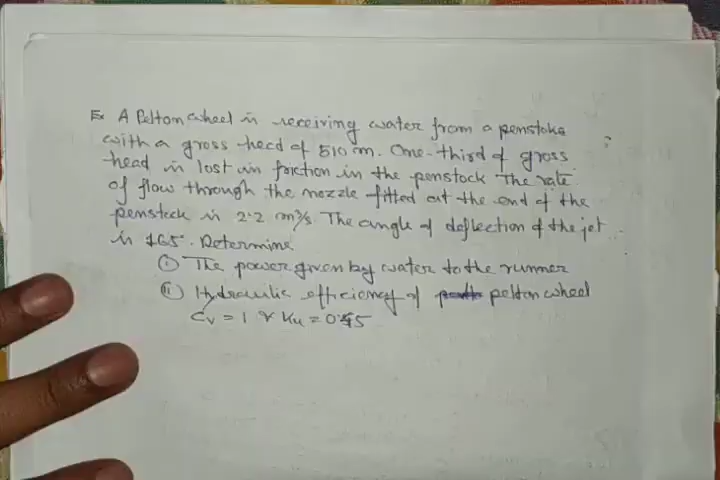 Ex A Pelton wheel is receiving water from a penstoke
with a gross head of 510 m. One-third of gross
head is lost in friction in the penstock The rate
of flow through the nozzle fitted at the end of the
penstock is 2.2 m³/s. The angle of deflection of the jet
is 165°. Determine
(i) The power given by water to the runner
(ii) Hydraulic efficiency of pelton wheel
Cv = 1 & Ku = 0.45